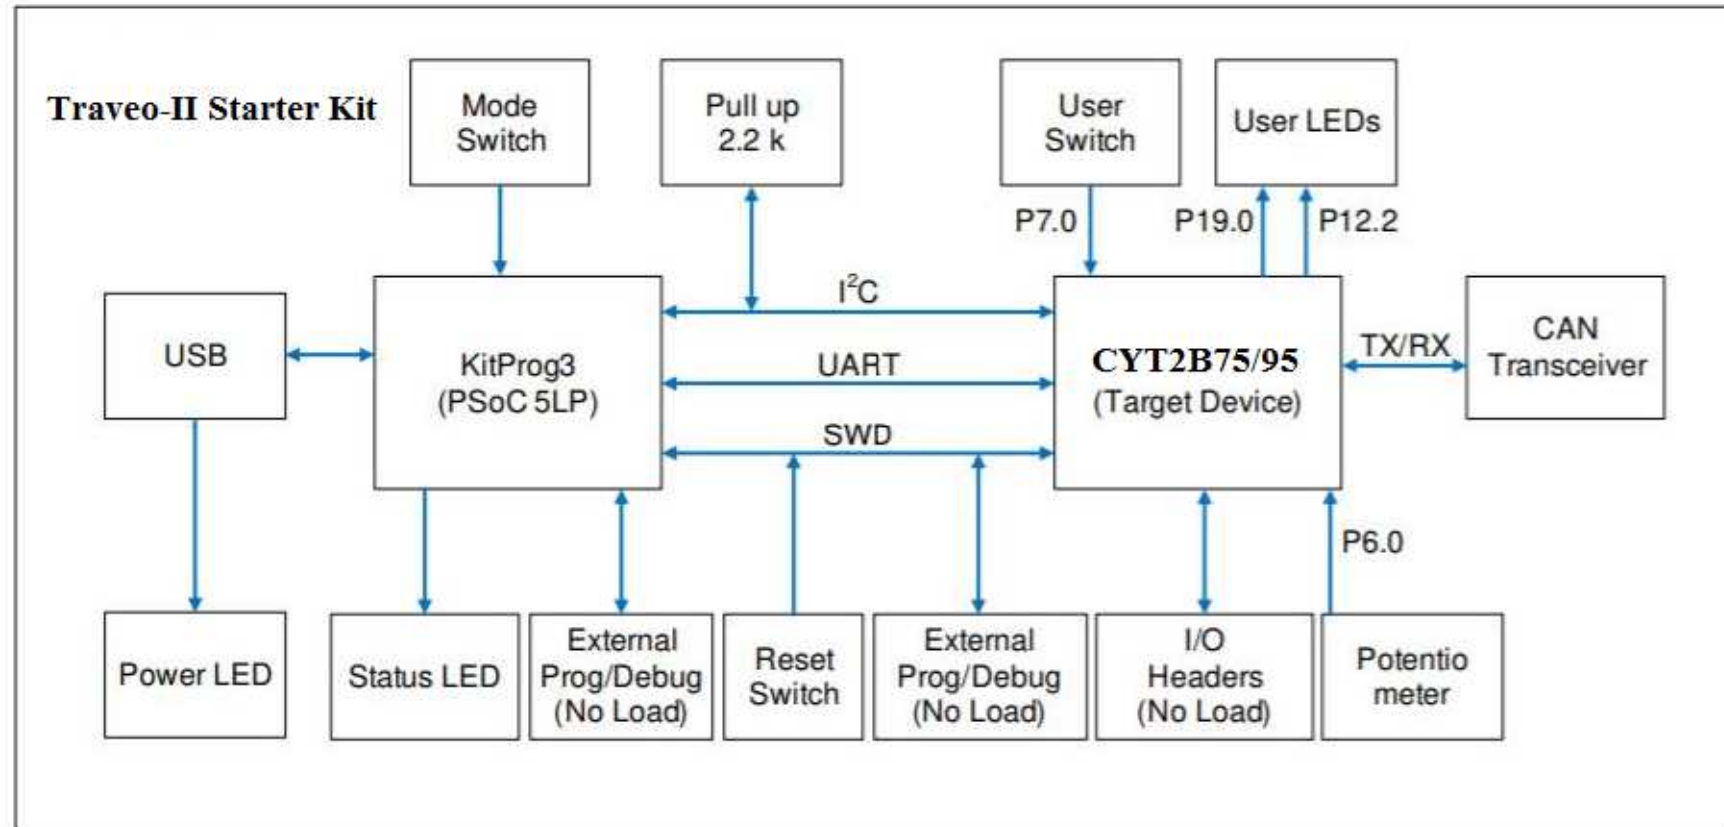 Traveo-II Starter Kit
Mode
Switch
Pull up
2.2 k
User
Switch
User LEDs
P7.0
P19.0
P12.2
USB
KitProg3
(PSoC 5LP)
I²C
UART
SWD
CYT2B75/95
(Target Device)
TX/RX
CAN
Transceiver
P6.0
Power LED
Status LED
External
Prog/Debug
(No Load)
Reset
Switch
External
Prog/Debug
(No Load)
I/O
Headers
(No Load)
Potentio
meter